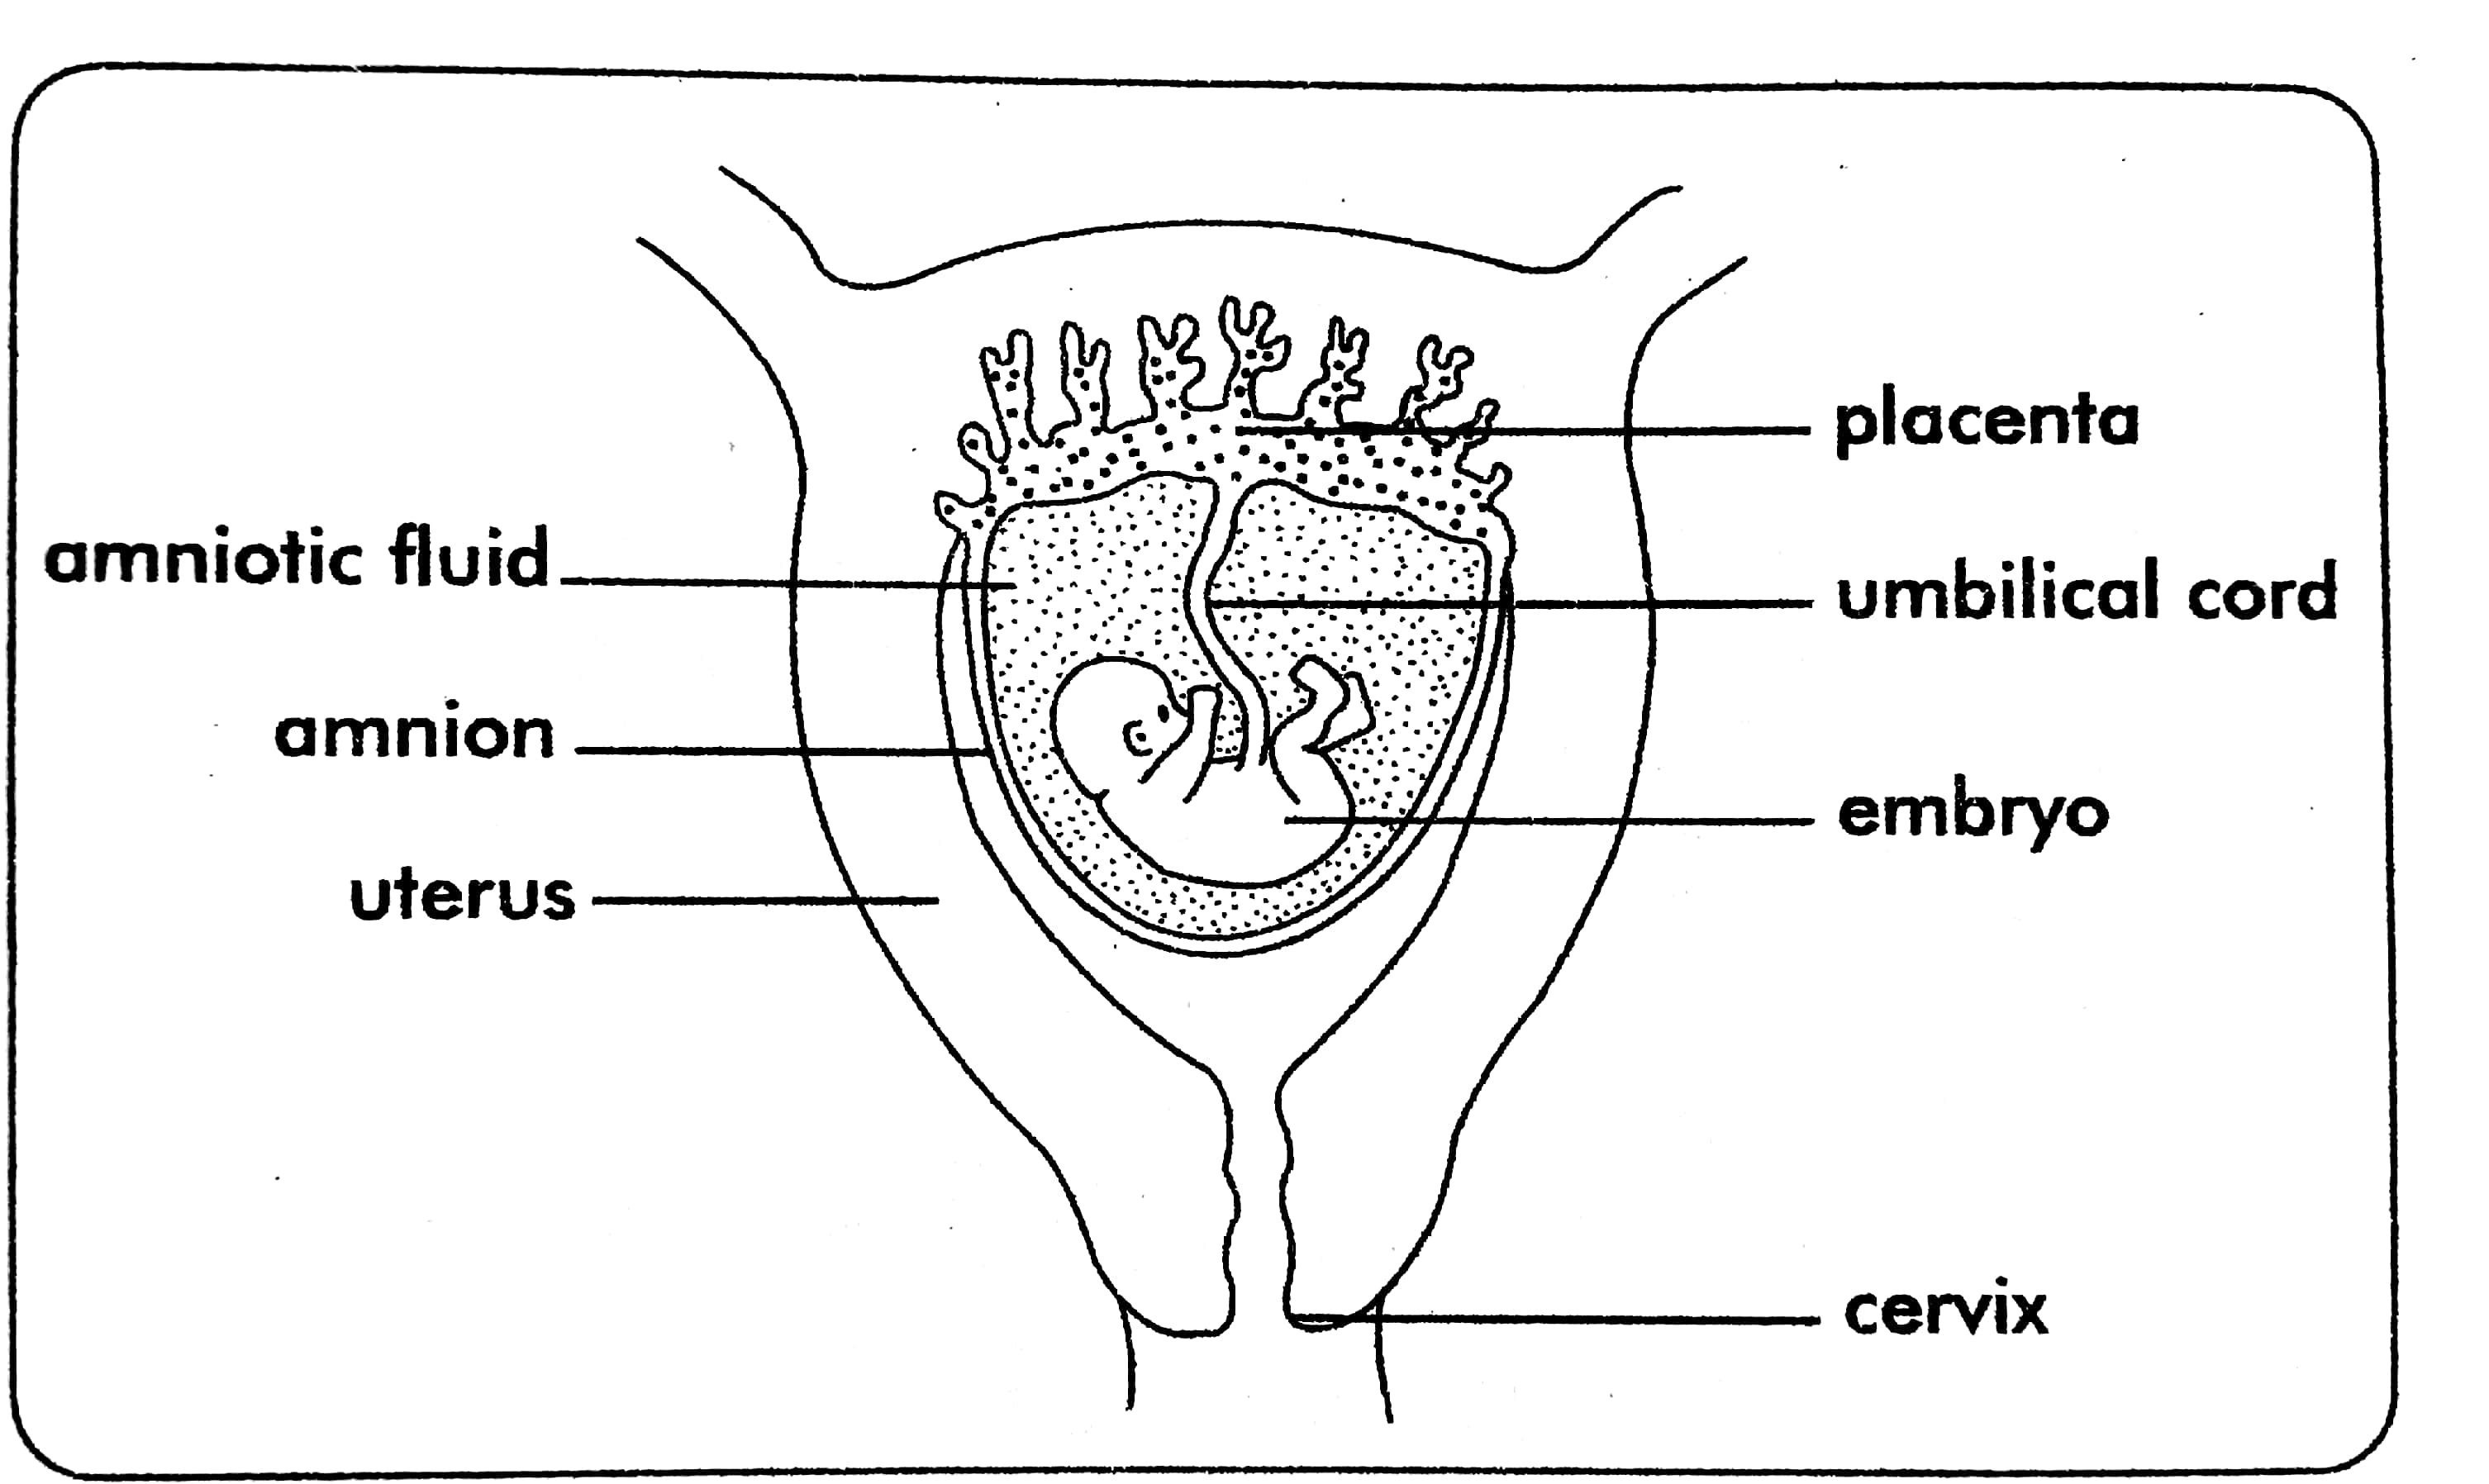 placenta
amniotic fluid
umbilical cord
amnion
embryo
uterus
cervix